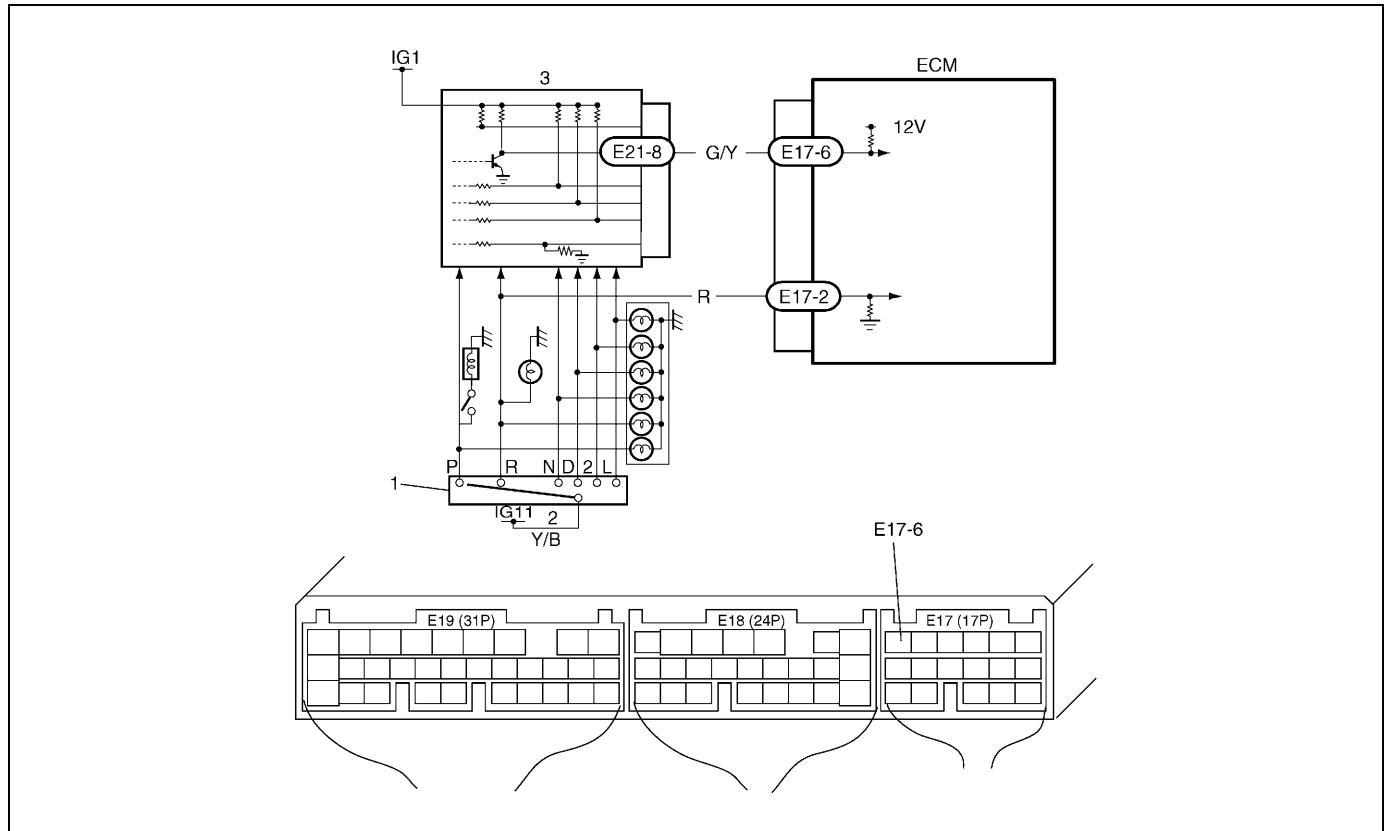 IG1
3
ECM
12V
E21-8
G/Y
E17-6
R
E17-2
P R N D 2 L
1
IG11 2
Y/B
E17-6
E19 (31P)
E18 (24P)
E17 (17P)